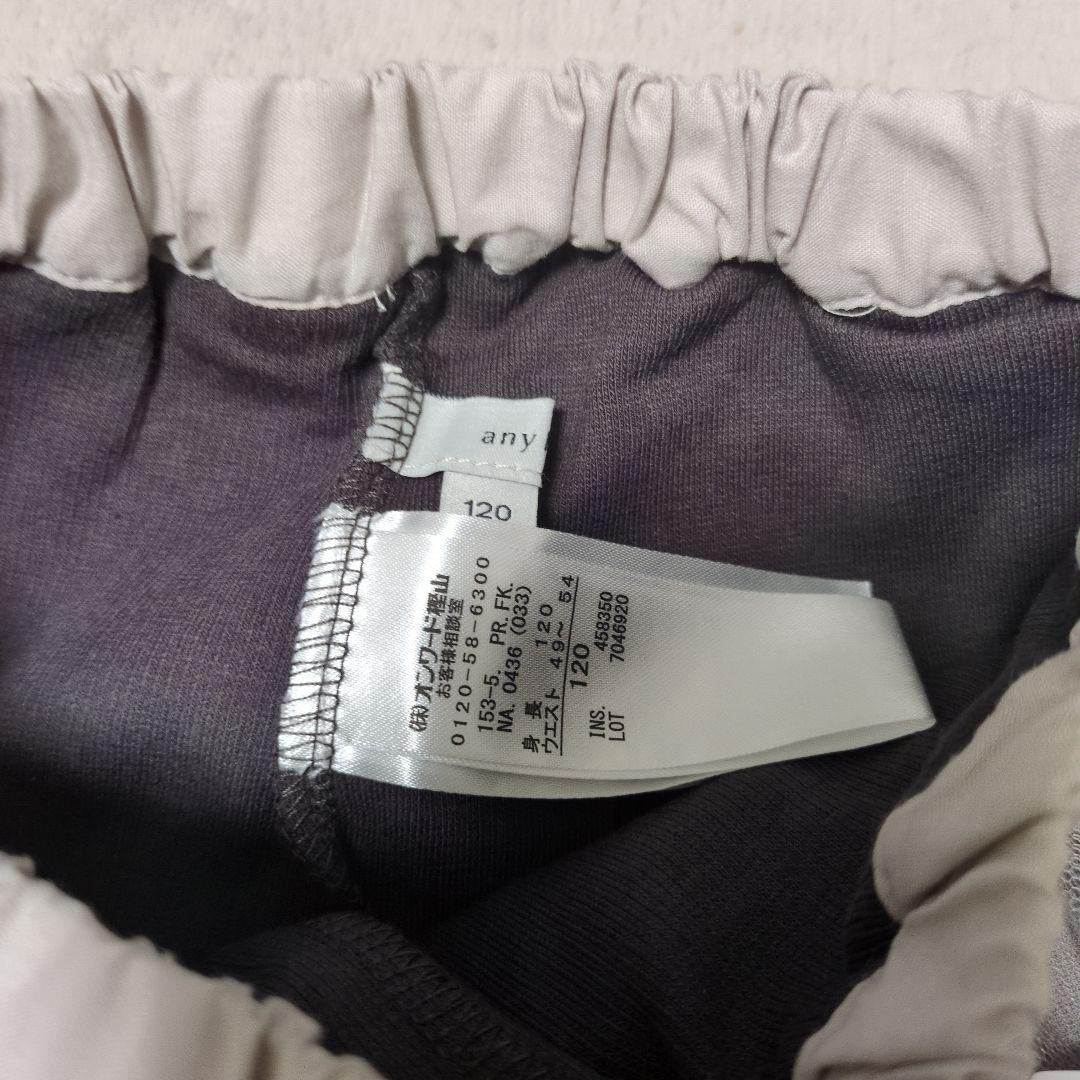 any
120
(株)オンワード樫山
お客様相談室
0120-58-6300
153-5. PR. FK.
NA. 0436 (033)
身長 120
ウエスト 49~ 54
120
INS. 458350
LOT 7046920